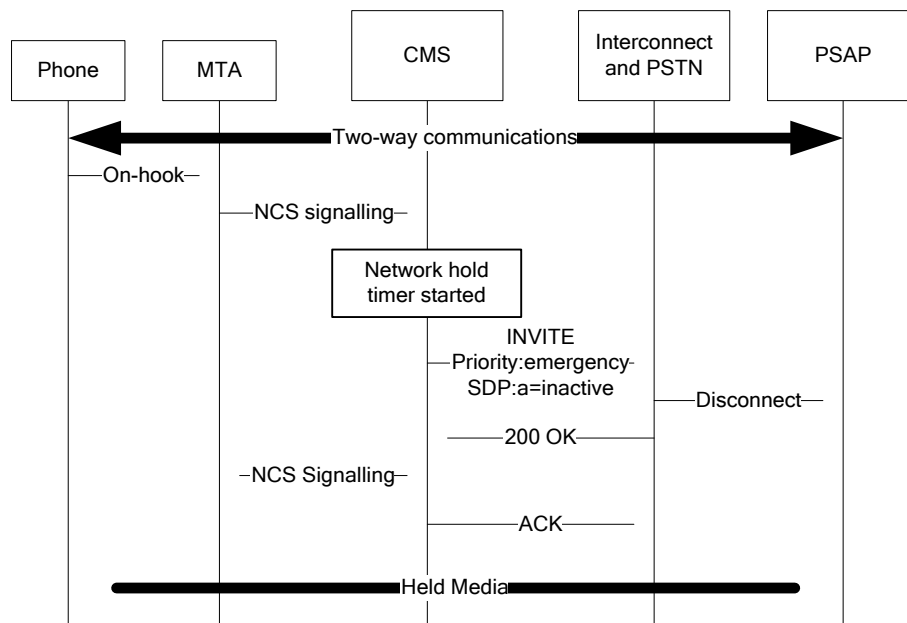 Phone
MTA
CMS
Interconnect
and PSTN
PSAP
Two-way communications
On-hook
NCS signalling
Network hold
timer started
INVITE
Priority:emergency
SDP:a=inactive
Disconnect
200 OK
NCS Signalling
ACK
Held Media